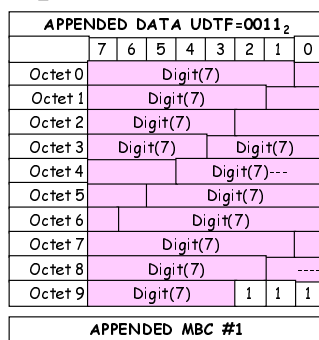 APPENDED DATA UDTF=0011₂
7 6 5 4 3 2 1 0
Octet 0 Digit(7)
Octet 1 Digit(7)
Octet 2 Digit(7)
Octet 3 Digit(7) Digit(7)
Octet 4 Digit(7)---
Octet 5 Digit(7)
Octet 6 Digit(7)
Octet 7 Digit(7)
Octet 8 Digit(7) ----
Octet 9 Digit(7) 1 1 1
APPENDED MBC #1